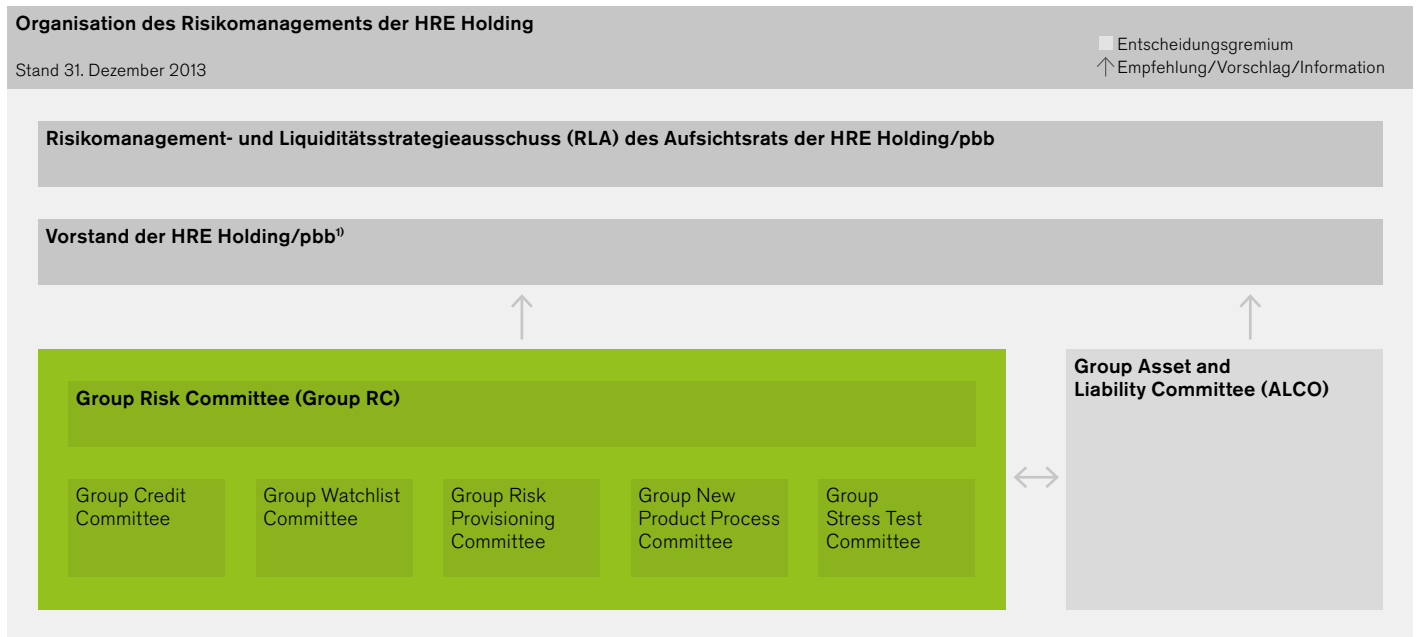 Organisation des Risikomanagements der HRE Holding
Stand 31. Dezember 2013
Entscheidungsgremium
Empfehlung/Vorschlag/Information
Risikomanagement- und Liquiditätsstrategieausschuss (RLA) des Aufsichtsrats der HRE Holding/pbb
Vorstand der HRE Holding/pbb¹⁾
Group Risk Committee (Group RC)
Group Credit
Committee
Group Watchlist
Committee
Group Risk
Provisioning
Committee
Group New
Product Process
Committee
Group
Stress Test
Committee
Group Asset and
Liability Committee (ALCO)